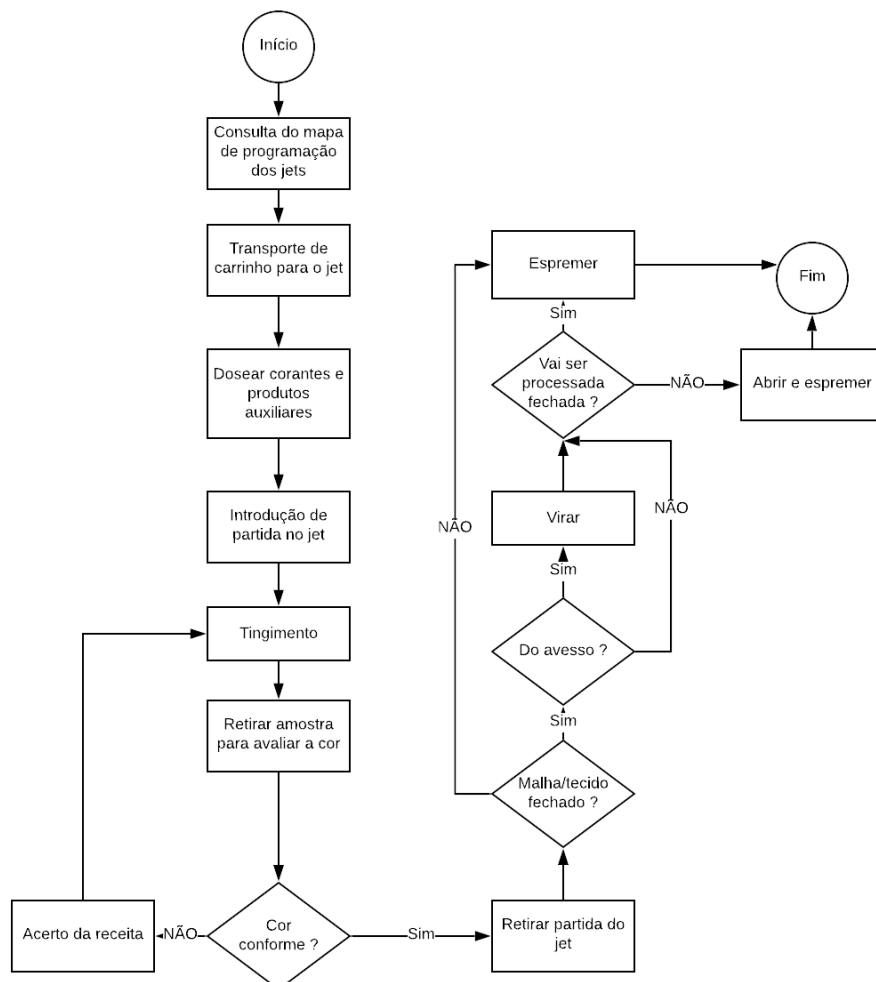 Início
Consulta do mapa
de programação
dos jets
Transporte de
carrinho para o jet
Dosear corantes e
produtos
auxiliares
Introdução de
partida no jet
Tingimento
Retirar amostra
para avaliar a cor
Cor
conforme ?
NÃO
Acerto da receita
Sim
Retirar partida do
jet
Malha/tecido
fechado ?
NÃO
Sim
Do avesso ?
NÃO
Sim
Virar
Vai ser
processada
fechada ?
NÃO
Abrir e espremer
Sim
Espremer
Fim